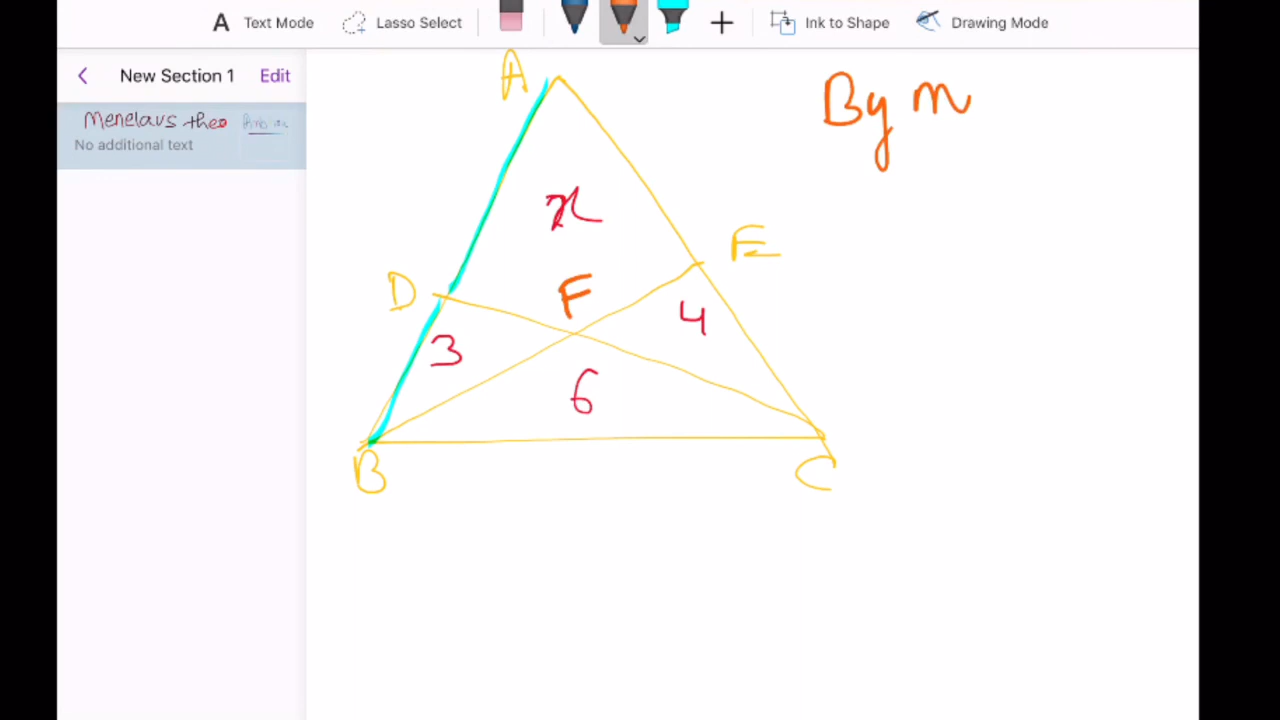 Text Mode
Lasso Select
Ink to Shape
Drawing Mode
New Section 1
Edit
Menelaus theo
No additional text
A
By m
x
E
D
F
4
3
6
B
C